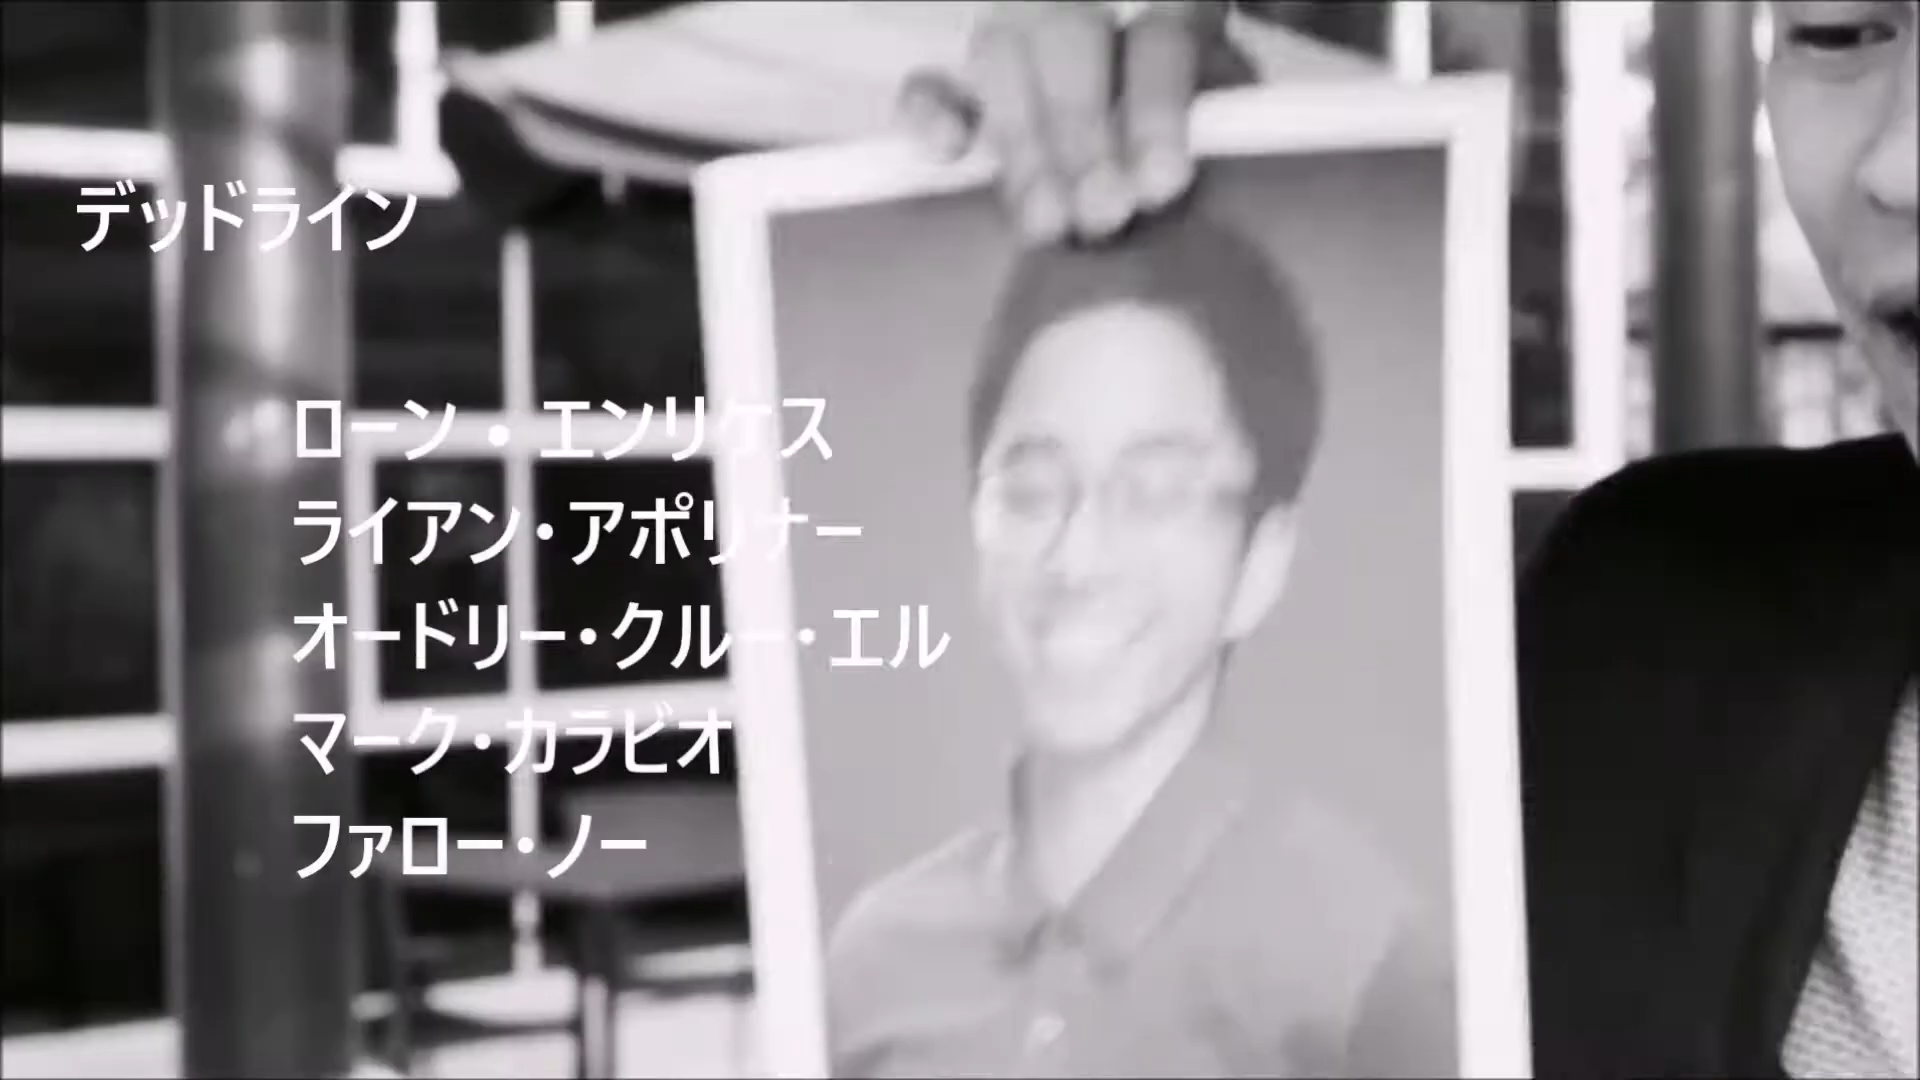 デッドライン
ローン・エンリケス
ライアン・アポリナー
オードリー・クルー・エル
マーク・カラビオ
ファロー・ノー